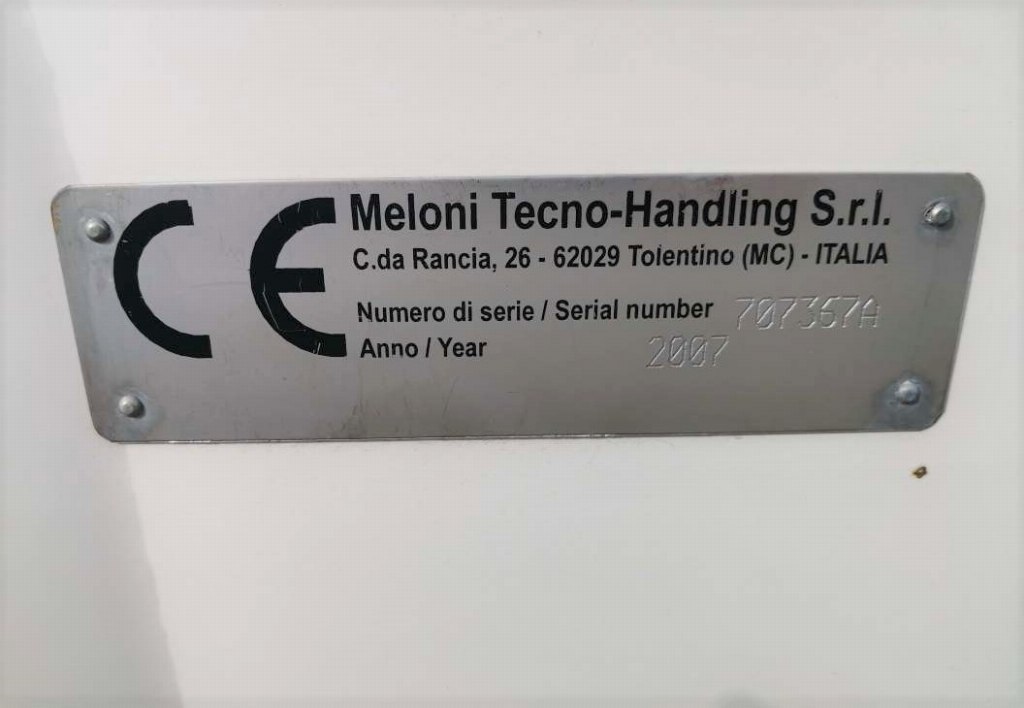 CE
Meloni Tecno-Handling S.r.l.
C.da Rancia, 26 - 62029 Tolentino (MC) - ITALIA
Numero di serie / Serial number 707367A
Anno / Year 2007